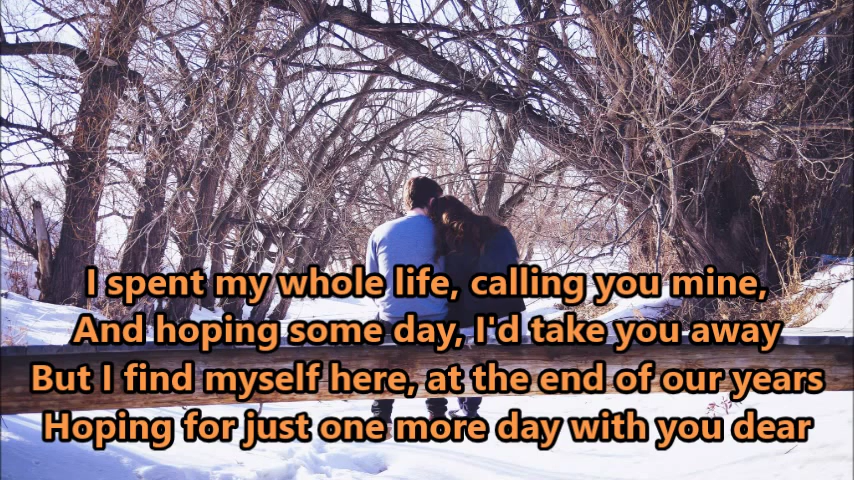 I spent my whole life, calling you mine,
And hoping some day, I'd take you away
But I find myself here, at the end of our years
Hoping for just one more day with you dear